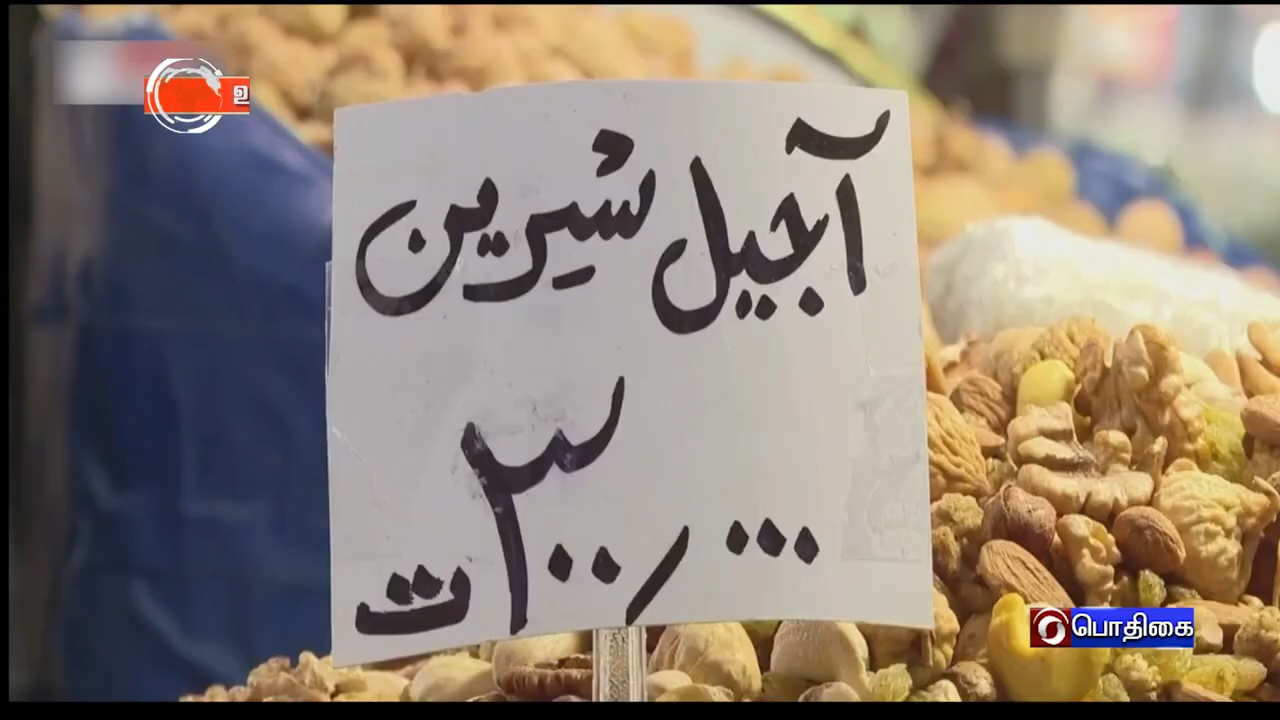 உ
آجیل شیرین
۳۰۰/۰۰۰ ت
பொதிகை